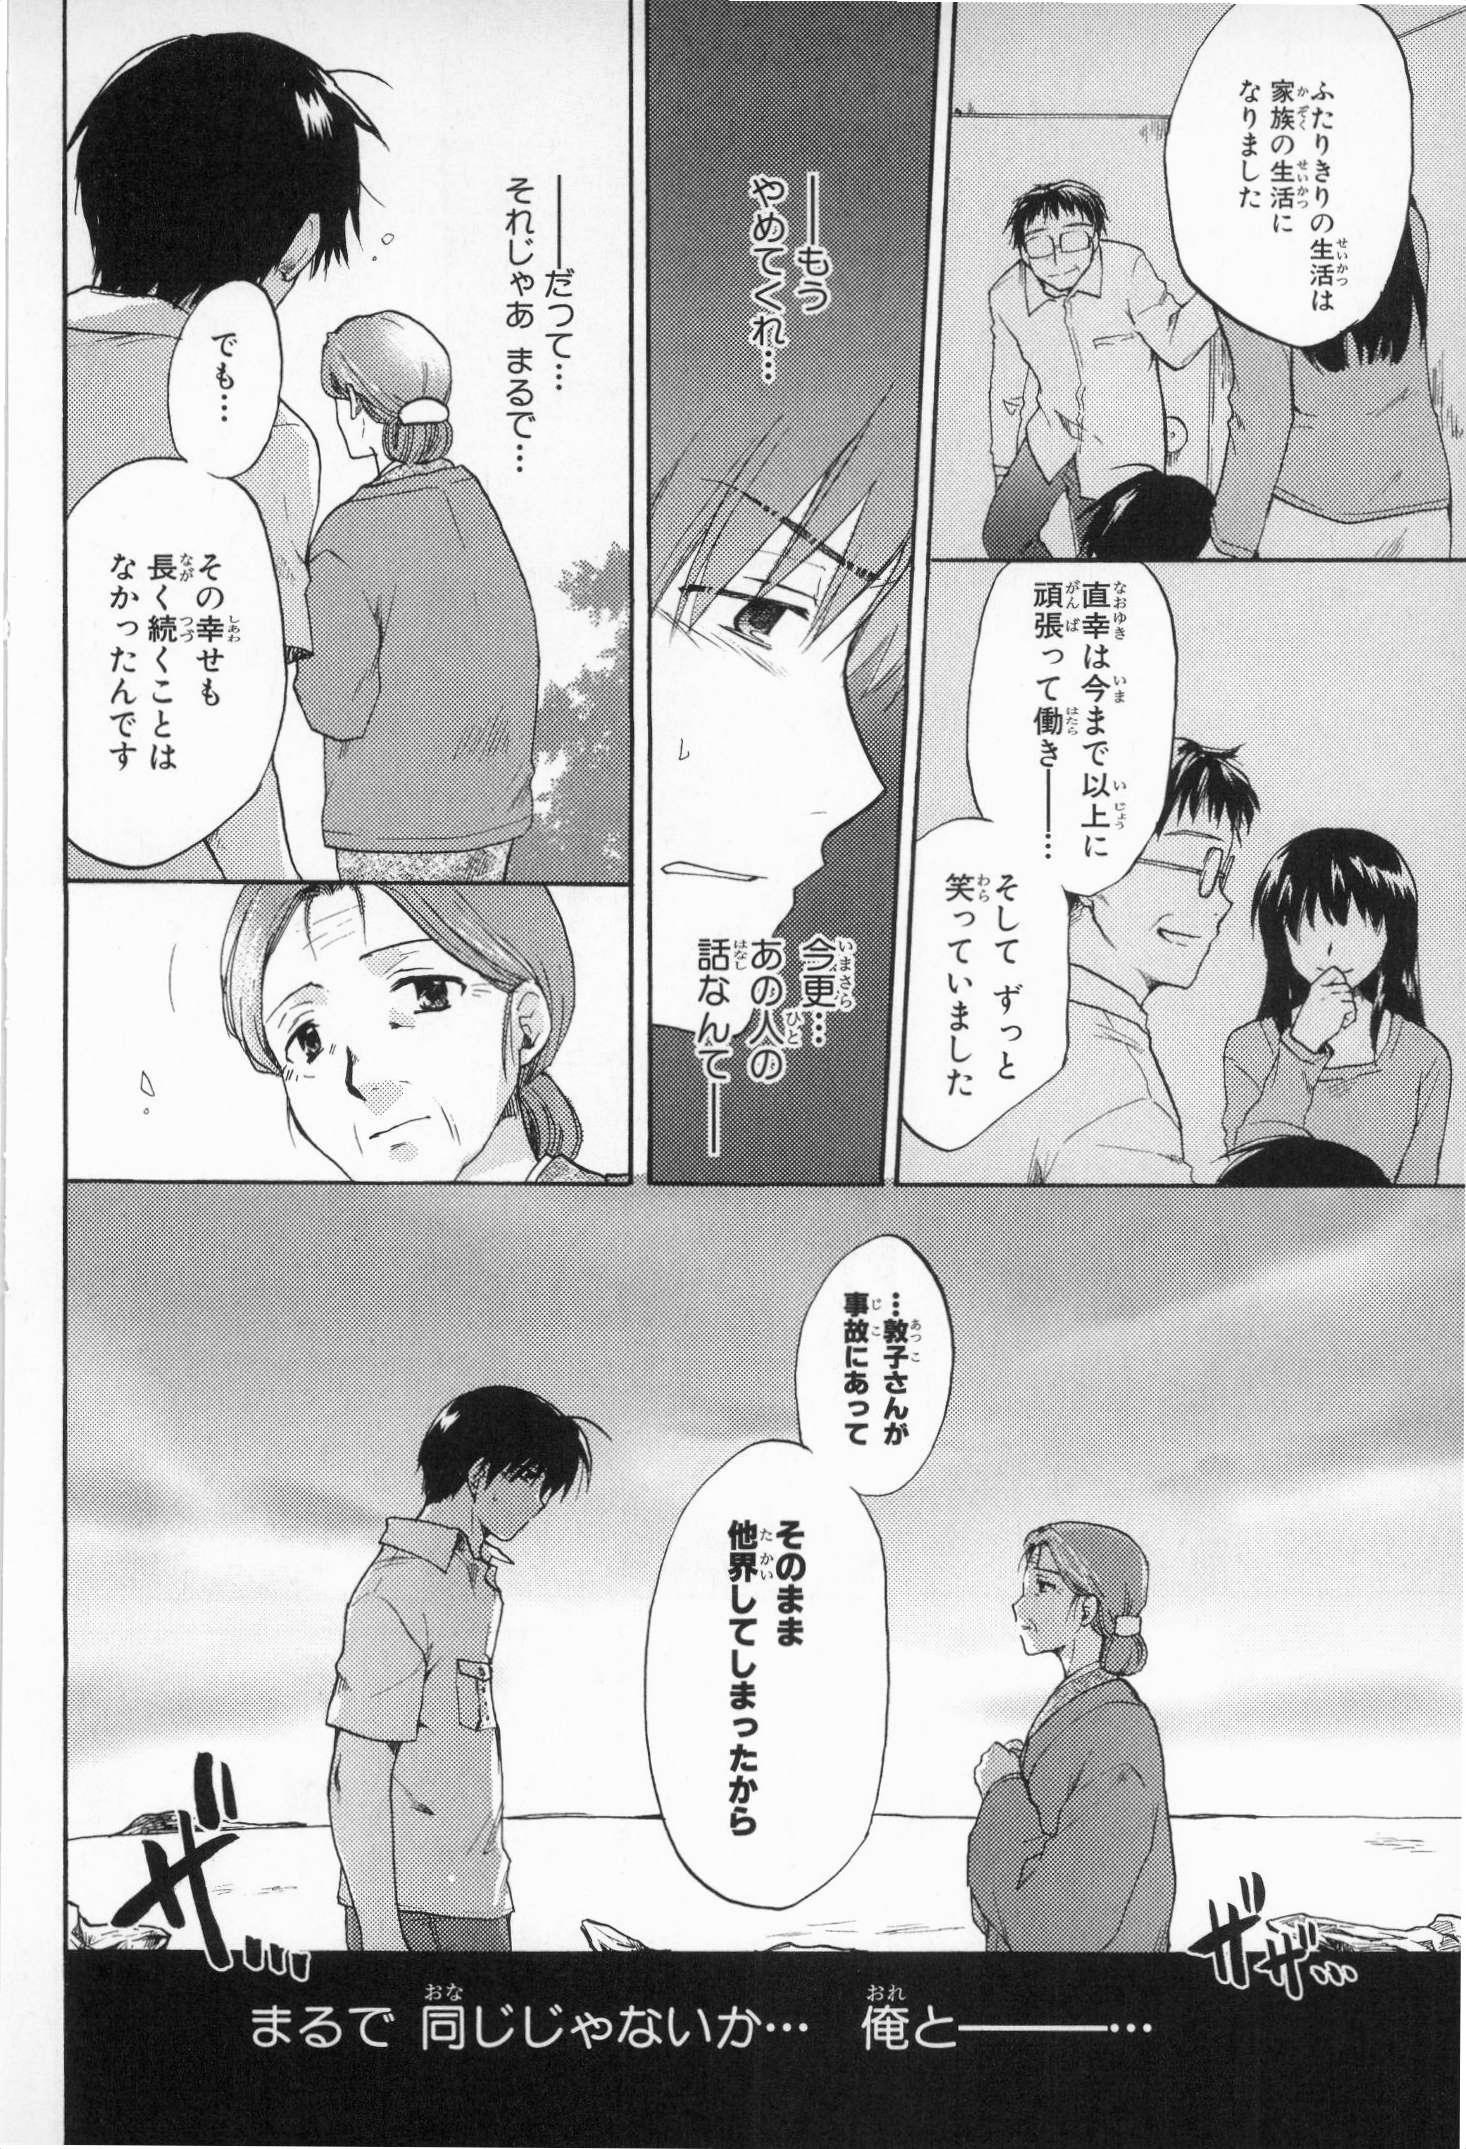 ふたりきりの生活は
家族の生活に
なりました
直幸は今まで以上に
頑張って働き――…
そして ずっと
笑っていました
――もう
やめてくれ…
今更…
あの人の
話なんて――
――だって…
それじゃあ まるで…
でも…
その幸せも
長く続くことは
なかったんです
…敦子さんが
事故にあって
そのまま
他界してしまったから
ザザ…
ザ…
まるで 同じじゃないか… 俺と――…